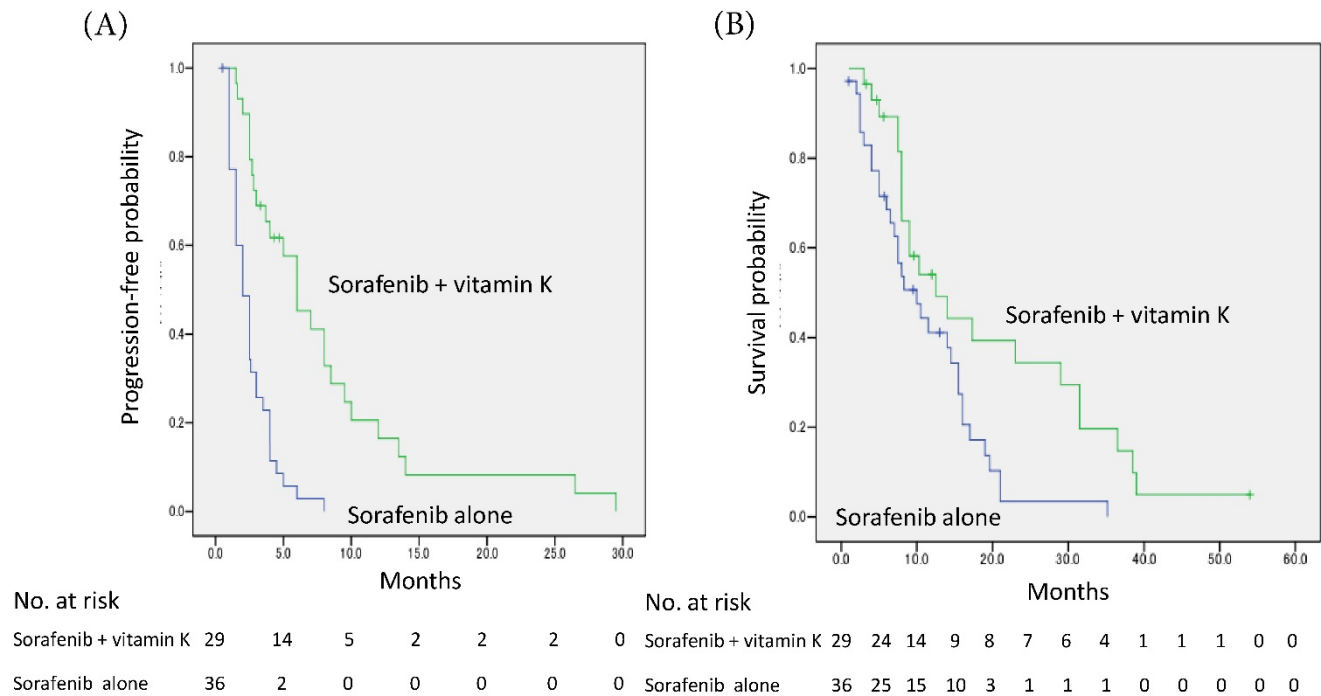 (A)
Progression-free probability
1.0
0.8
0.6
0.4
0.2
0.0
Sorafenib + vitamin K
Sorafenib alone
0.0 5.0 10.0 15.0 20.0 25.0 30.0
Months
No. at risk
Sorafenib + vitamin K 29 14 5 2 2 2 0
Sorafenib alone 36 2 0 0 0 0 0
(B)
Survival probability
1.0
0.8
0.6
0.4
0.2
0.0
Sorafenib + vitamin K
Sorafenib alone
0.0 10.0 20.0 30.0 40.0 50.0 60.0
Months
No. at risk
Sorafenib + vitamin K 29 24 14 9 8 7 6 4 1 1 1 0 0
Sorafenib alone 36 25 15 10 3 1 1 1 0 0 0 0 0